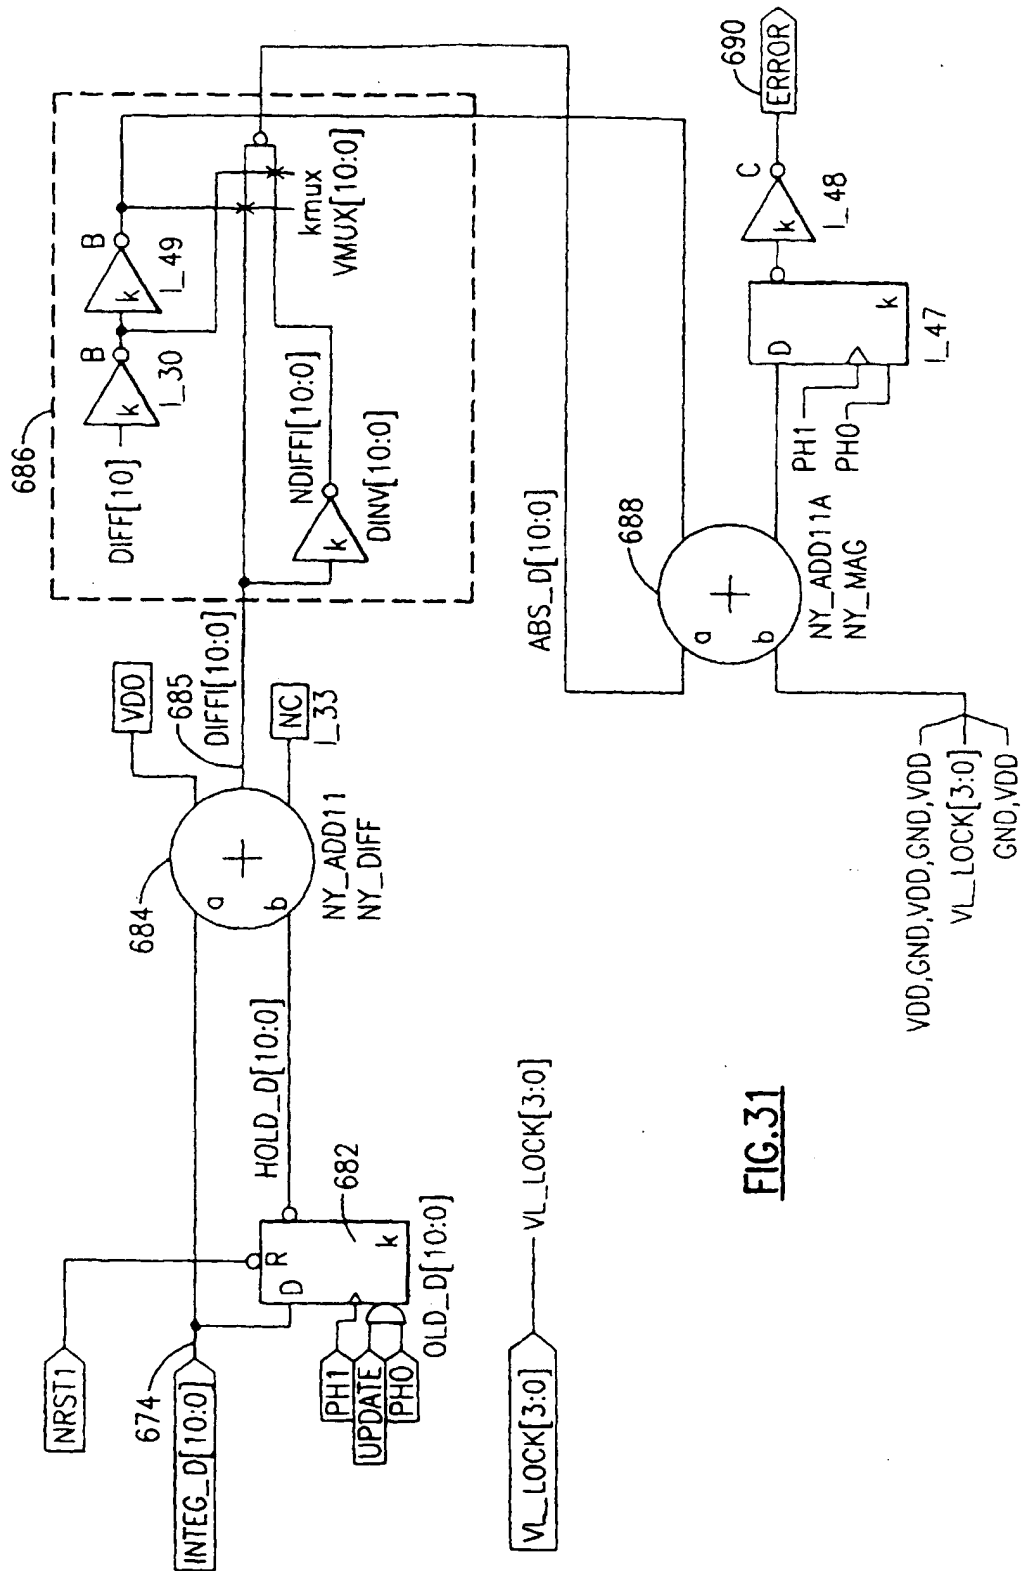 NRST1
674
INTEG_D[10:0]
D
R
k
682
HOLD_D[10:0]
PH1
UPDATE
PH0
OLD_D[10:0]
VL_LOCK[3:0]
VL_LOCK[3:0]
684
a
b
+
VDD
685
DIFFI[10:0]
NC
I_33
NY_ADD11
NY_DIFF
686
DIFF[10]
k
B
I_30
k
B
I_49
NDIFFI[10:0]
k
DINV[10:0]
kmux
VMUX[10:0]
ABS_D[10:0]
688
a
b
+
NY_ADD11A
NY_MAG
VDD,GND,VDD,GND,VDD
VL_LOCK[3:0]
GND,VDD
PH1
PH0
D
k
I_47
k
C
I_48
690
ERROR
FIG.31